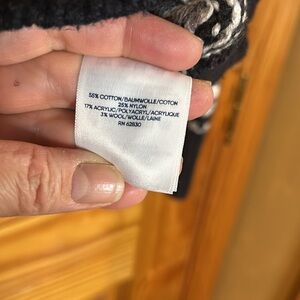 55% COTTON/BAUMWOLLE/COTON
25% NYLON
17% ACRYLIC/POLYACRYL/ACRYLIQUE
3% WOOL/WOLLE/LAINE
RN 62830